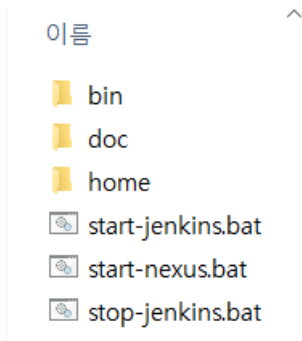 이름
bin
doc
home
start-jenkins.bat
start-nexus.bat
stop-jenkins.bat